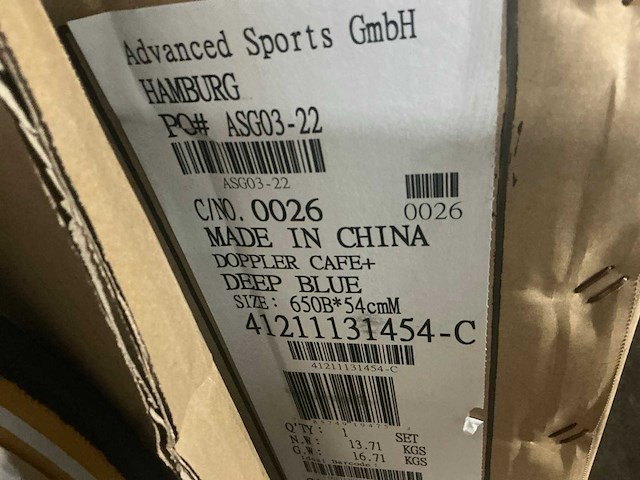 Advanced Sports GmbH
HAMBURG
PO# ASG03-22
ASG03-22
C/NO. 0026
0026
MADE IN CHINA
DOPPLER CAFE+
DEEP BLUE
SIZE: 650B*54cmM
41211131454-C
41211131454-C
Q'TY: 1 SET
N.W: 13.71 KGS
G.W: 16.71 KGS